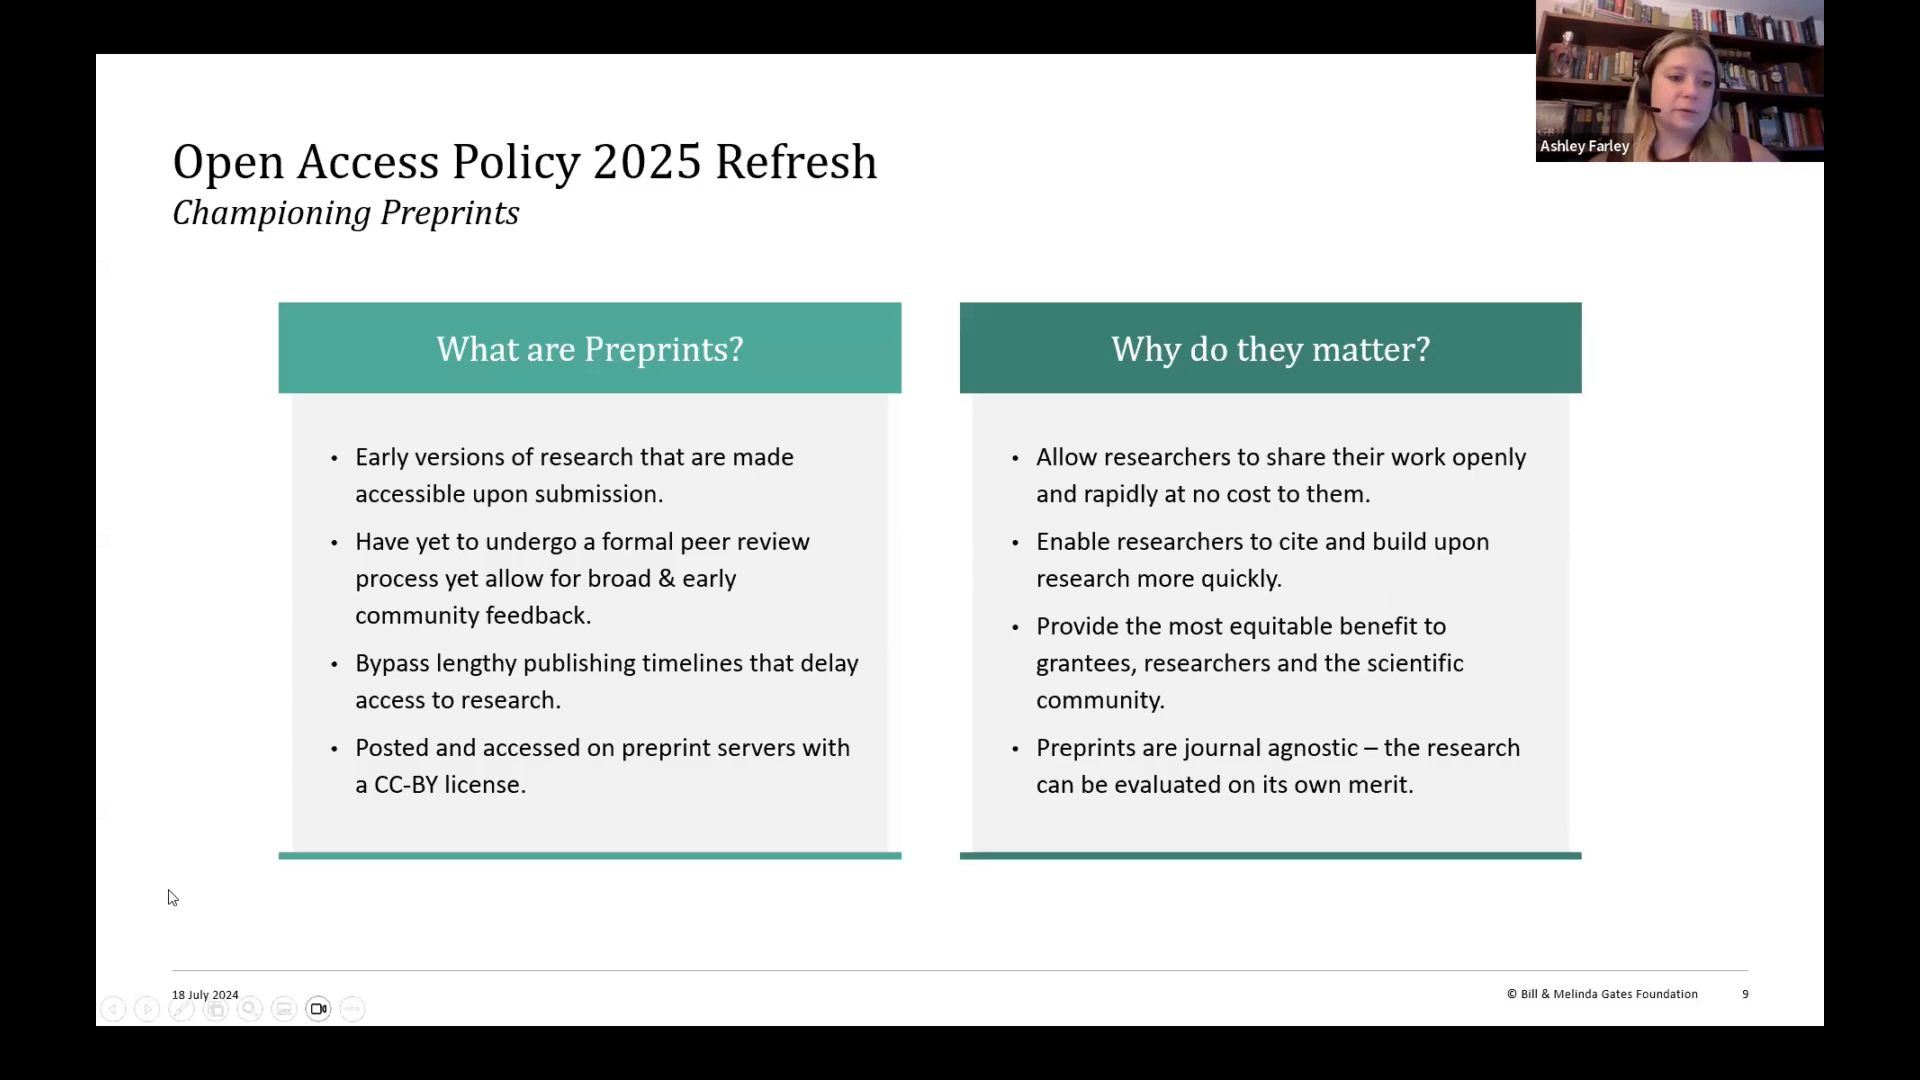 Ashley Farley
Open Access Policy 2025 Refresh
Championing Preprints
What are Preprints?
• Early versions of research that are made
accessible upon submission.
• Have yet to undergo a formal peer review
process yet allow for broad & early
community feedback.
• Bypass lengthy publishing timelines that delay
access to research.
• Posted and accessed on preprint servers with
a CC-BY license.
Why do they matter?
• Allow researchers to share their work openly
and rapidly at no cost to them.
• Enable researchers to cite and build upon
research more quickly.
• Provide the most equitable benefit to
grantees, researchers and the scientific
community.
• Preprints are journal agnostic – the research
can be evaluated on its own merit.
18 July 2024
© Bill & Melinda Gates Foundation
9